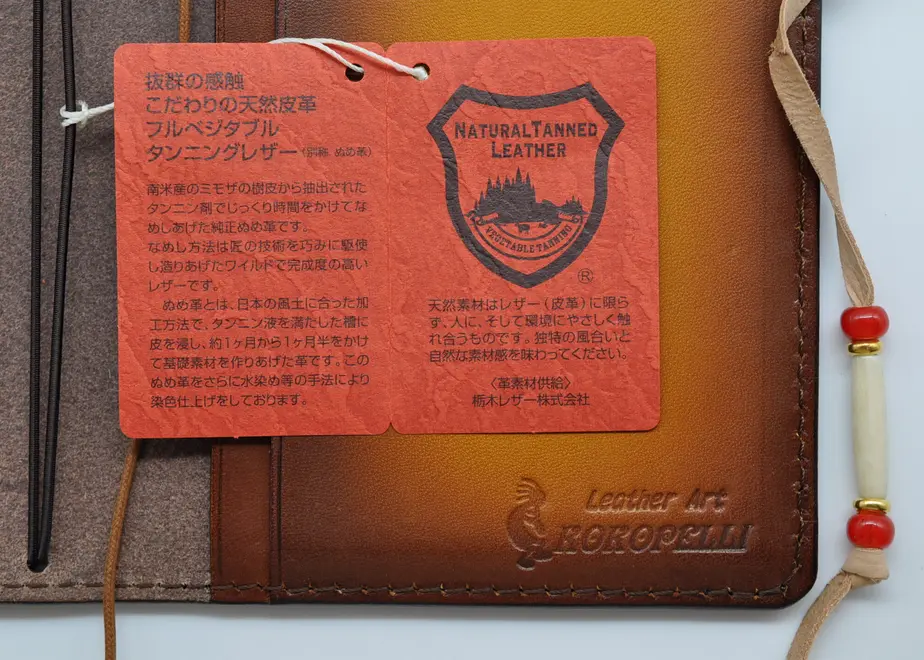 抜群の感触
こだわりの天然皮革
フルベジタブル
タンニングレザー(別称 ぬめ革)
南米産のミモザの樹皮から抽出された
タンニン剤でじっくり時間をかけてな
めしあげた純正ぬめ革です。
なめし方法は匠の技術を巧みに駆使
し造りあげたワイルドで完成度の高い
レザーです。
ぬめ革とは、日本の風土に合った加
工方法で、タンニン液を満たした槽に
皮を浸し、約1ヶ月から1ヶ月半をかけ
て基礎素材を作りあげた革です。この
ぬめ革をさらに水染め等の手法により
染色仕上げをしております。
NATURALTANNED
LEATHER
VEGETABLE TANNING
®
天然素材はレザー(皮革)に限ら
ず、人に、そして環境にやさしく触
れ合うものです。独特の風合いと
自然な素材感を味わってください。
〈革素材供給〉
栃木レザー株式会社
Leather Art
KOKOPELLI